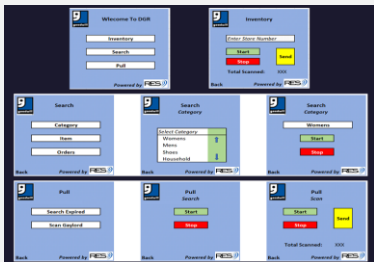 Wlecome To DGR
Inventory
Search
Pull
Powered by RES
Inventory
Enter Store Number
Start
Stop
Send
Total Scanned: XXX
Back
Powered by RES
Search
Category
Item
Orders
Back
Powered by RES
Search
Category
Select Category
Womens
Mens
Shoes
Household
Back
Powered by RES
Search
Category
Womens
Start
Stop
Back
Powered by RES
Pull
Search Expired
Scan Gaylord
Back
Powered by RES
Pull
Search
Start
Stop
Back
Powered by RES
Pull
Scan
Start
Stop
Send
Total Scanned: XXX
Back
Powered by RES